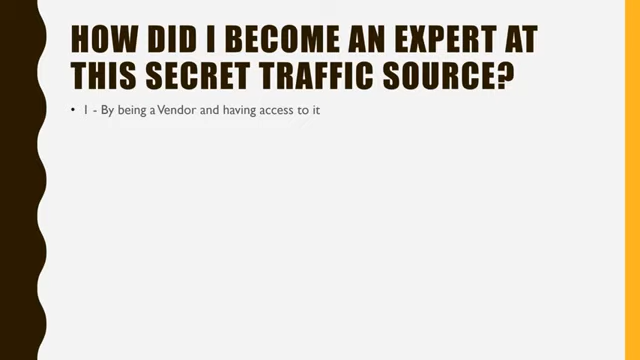 HOW DID I BECOME AN EXPERT AT
THIS SECRET TRAFFIC SOURCE?
• 1 - By being a Vendor and having access to it